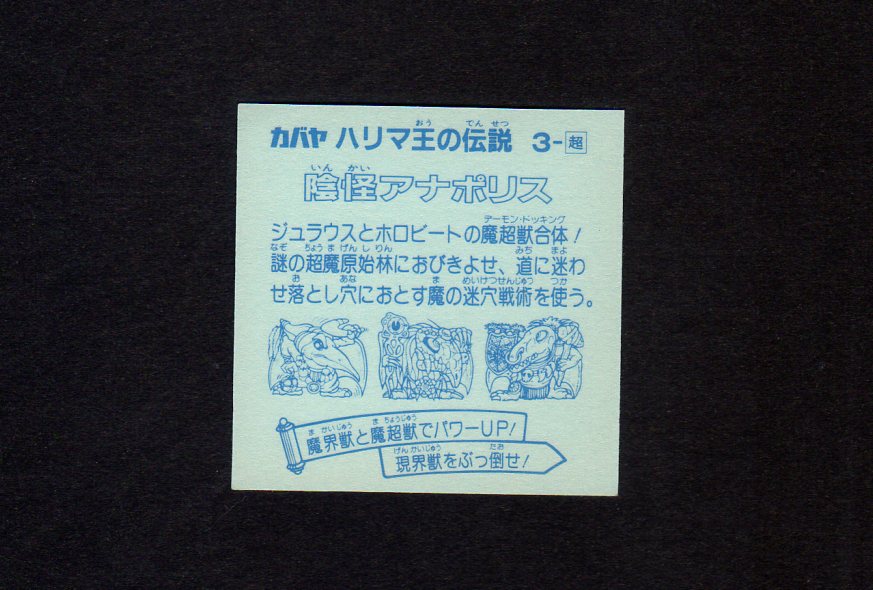 カバヤ ハリマ王の伝説 3-超
陰怪アナポリス
ジュラウスとホロビートの魔超獣合体!
謎の超魔原始林におびきよせ、道に迷わ
せ落とし穴におとす魔の迷穴戦術を使う。
魔界獣と魔超獣でパワーUP!
現界獣をぶっ倒せ!